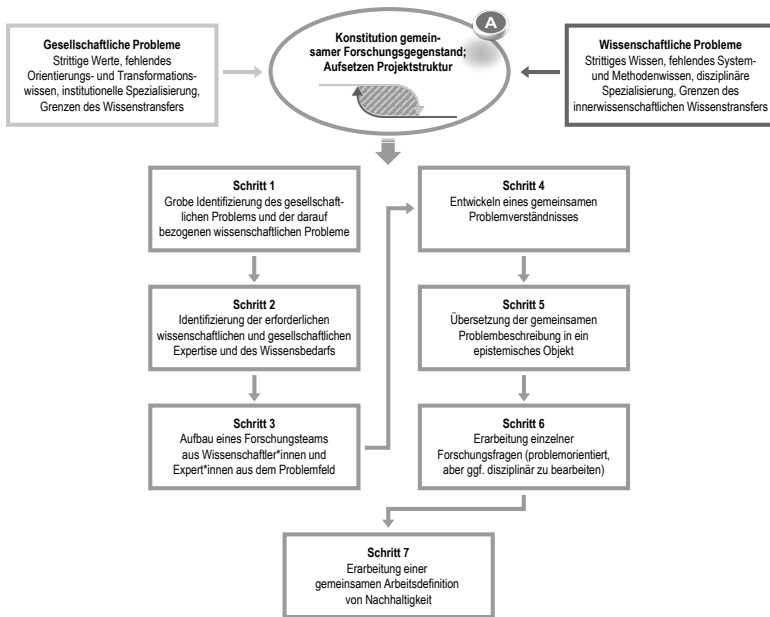 Gesellschaftliche Probleme
Strittige Werte, fehlendes
Orientierungs- und Transformations-
wissen, institutionelle Spezialisierung,
Grenzen des Wissenstransfers
A
Konstitution gemein-
samer Forschungsgegenstand;
Aufsetzen Projektstruktur
Wissenschaftliche Probleme
Strittiges Wissen, fehlendes System-
und Methodenwissen, disziplinäre
Spezialisierung, Grenzen des
innerwissenschaftlichen Wissenstransfers
Schritt 1
Grobe Identifizierung des gesellschaft-
lichen Problems und der darauf
bezogenen wissenschaftlichen Probleme
Schritt 2
Identifizierung der erforderlichen
wissenschaftlichen und gesellschaftlichen
Expertise und des Wissensbedarfs
Schritt 3
Aufbau eines Forschungsteams
aus Wissenschaftler*innen und
Expert*innen aus dem Problemfeld
Schritt 4
Entwickeln eines gemeinsamen
Problemverständnisses
Schritt 5
Übersetzung der gemeinsamen
Problembeschreibung in ein
epistemisches Objekt
Schritt 6
Erarbeitung einzelner
Forschungsfragen (problemorientiert,
aber ggf. disziplinär zu bearbeiten)
Schritt 7
Erarbeitung einer
gemeinsamen Arbeitsdefinition
von Nachhaltigkeit